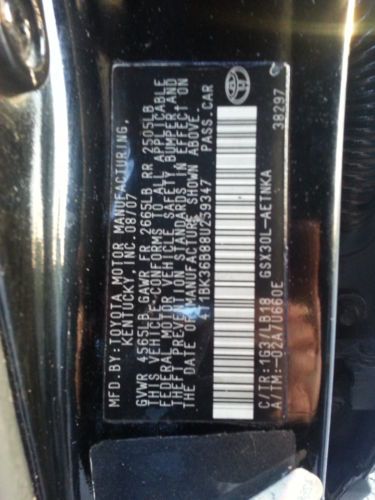 MFD. BY: TOYOTA MOTOR MANUFACTURING,
KENTUCKY, INC. 08/07
GVWR 4565LB GAWR FR 2665LB RR 2505LB
THIS VEHICLE CONFORMS TO ALL APPLICABLE
FEDERAL MOTOR VEHICLE SAFETY, BUMPER, AND
THEFT PREVENTION STANDARDS IN EFFECT ON
THE DATE OF MANUFACTURE SHOWN ABOVE.
4T1BK36B88U259347 PASS.CAR
C/TR: 1G3/LB18 GSX30L-AETNKA
A/TM: -02A/U660E 38297